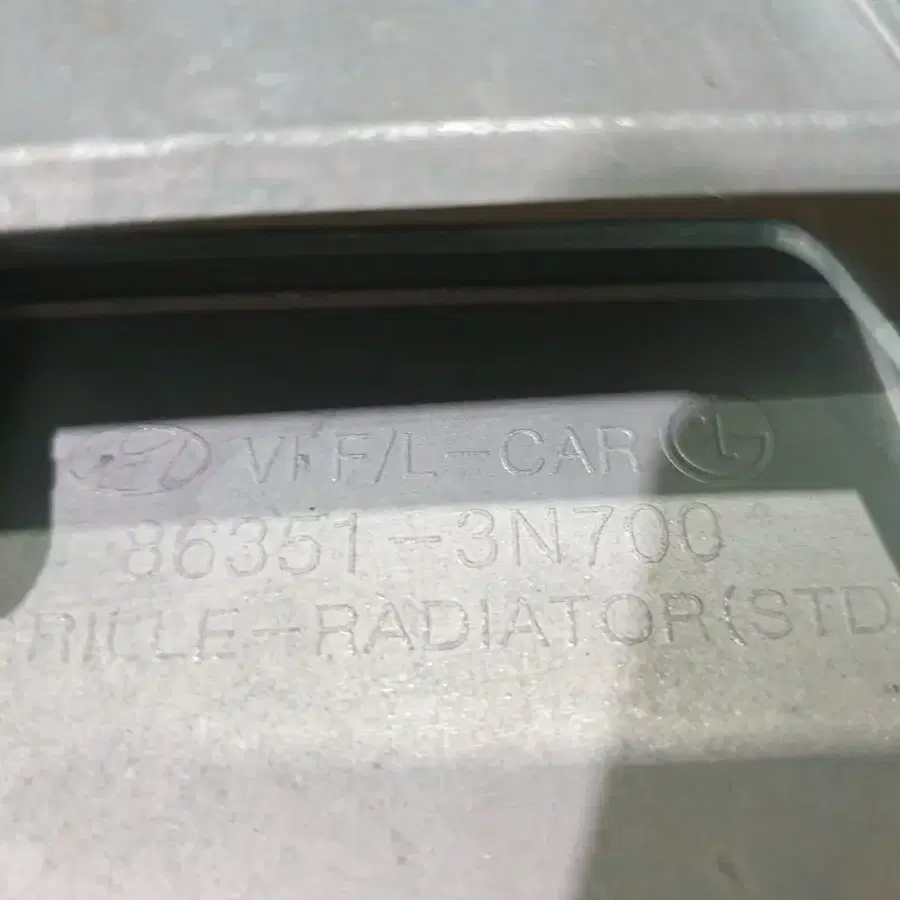 VI F/L-CAR
86351-3N700
RILLE-RADIATOR(STD